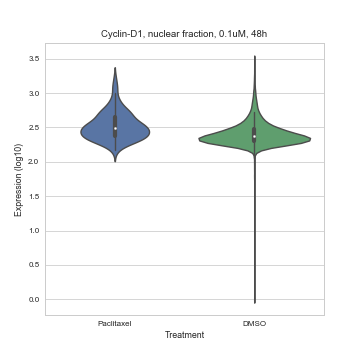 Cyclin-D1, nuclear fraction, 0.1uM, 48h
3.5
3.0
2.5
2.0
1.5
1.0
0.5
0.0
Expression (log10)
Paclitaxel
DMSO
Treatment